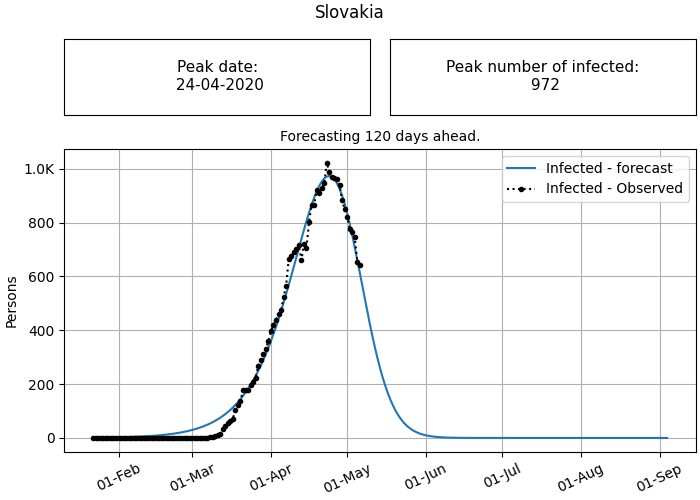 Slovakia
Peak date:
24-04-2020
Peak number of infected:
972
Forecasting 120 days ahead.
Infected - forecast
Infected - Observed
Persons
1.0K
800
600
400
200
0
01-Feb
01-Mar
01-Apr
01-May
01-Jun
01-Jul
01-Aug
01-Sep